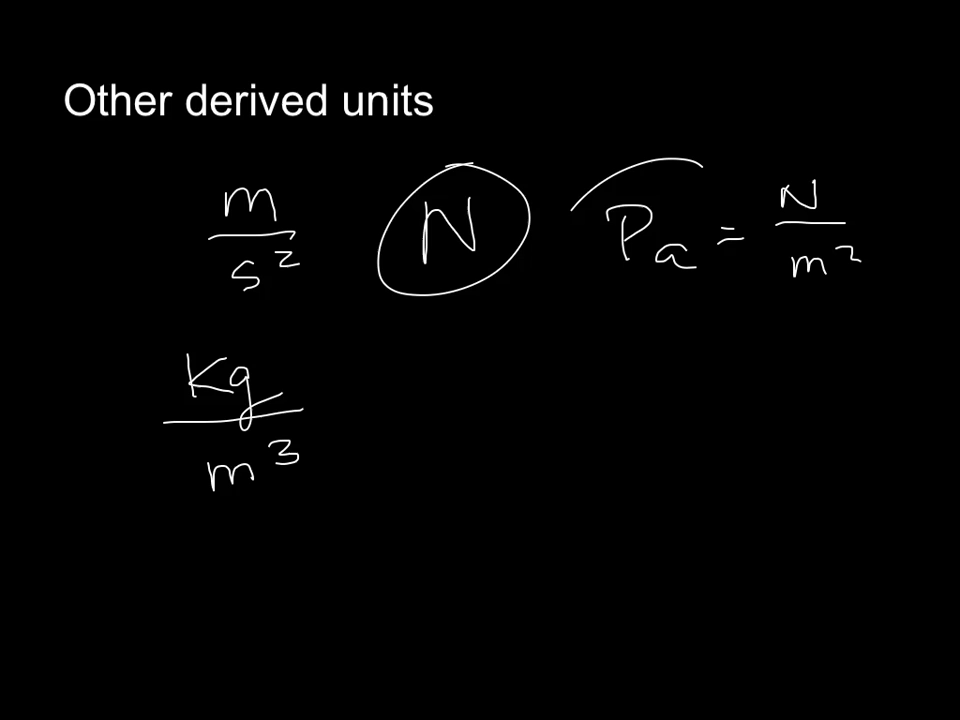 Other derived units
m/s² N Pa = N/m²
Kg/m³